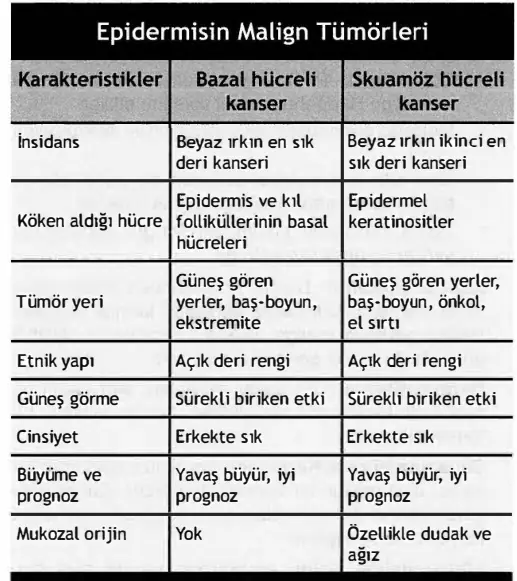 Epidermisin Malign Tümörleri
Karakteristikler Bazal hücreli Skuamöz hücreli
kanser kanser
İnsidans Beyaz ırkın en sık Beyaz ırkın ikinci en
deri kanseri sık deri kanseri
Köken aldığı hücre Epidermis ve kıl Epidermel
folliküllerinin basal keratinositler
hücreleri
Tümör yeri Güneş gören Güneş gören yerler,
yerler, baş-boyun, baş-boyun, önkol,
ekstremite el sırtı
Etnik yapı Açık deri rengi Açık deri rengi
Güneş görme Sürekli biriken etki Sürekli biriken etki
Cinsiyet Erkekte sık Erkekte sık
Büyüme ve Yavaş büyür, iyi Yavaş büyür, iyi
prognoz prognoz prognoz
Mukozal orijin Yok Özellikle dudak ve
ağız